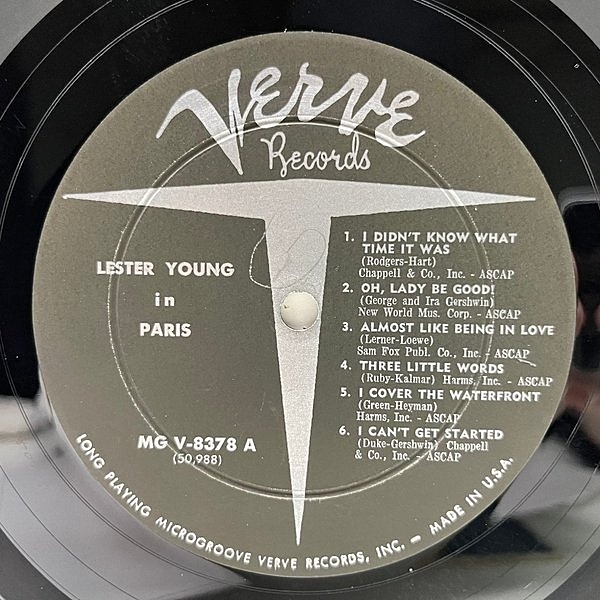 Verve
Records
LESTER YOUNG
in
PARIS
MG V-8378 A
(50,988)
1. I DIDN'T KNOW WHAT
TIME IT WAS
(Rodgers-Hart)
Chappell & Co., Inc. - ASCAP
2. OH, LADY BE GOOD!
(George and Ira Gershwin)
New World Mus. Corp. - ASCAP
3. ALMOST LIKE BEING IN LOVE
(Lerner-Loewe)
Sam Fox Publ. Co., Inc. - ASCAP
4. THREE LITTLE WORDS
(Ruby-Kalmar) Harms, Inc. - ASCAP
5. I COVER THE WATERFRONT
(Green-Heyman)
Harms, Inc. - ASCAP
6. I CAN'T GET STARTED
(Duke-Gershwin) Chappell
& Co., Inc. - ASCAP
LONG PLAYING MICROGROOVE VERVE RECORDS, INC. — MADE IN U.S.A.